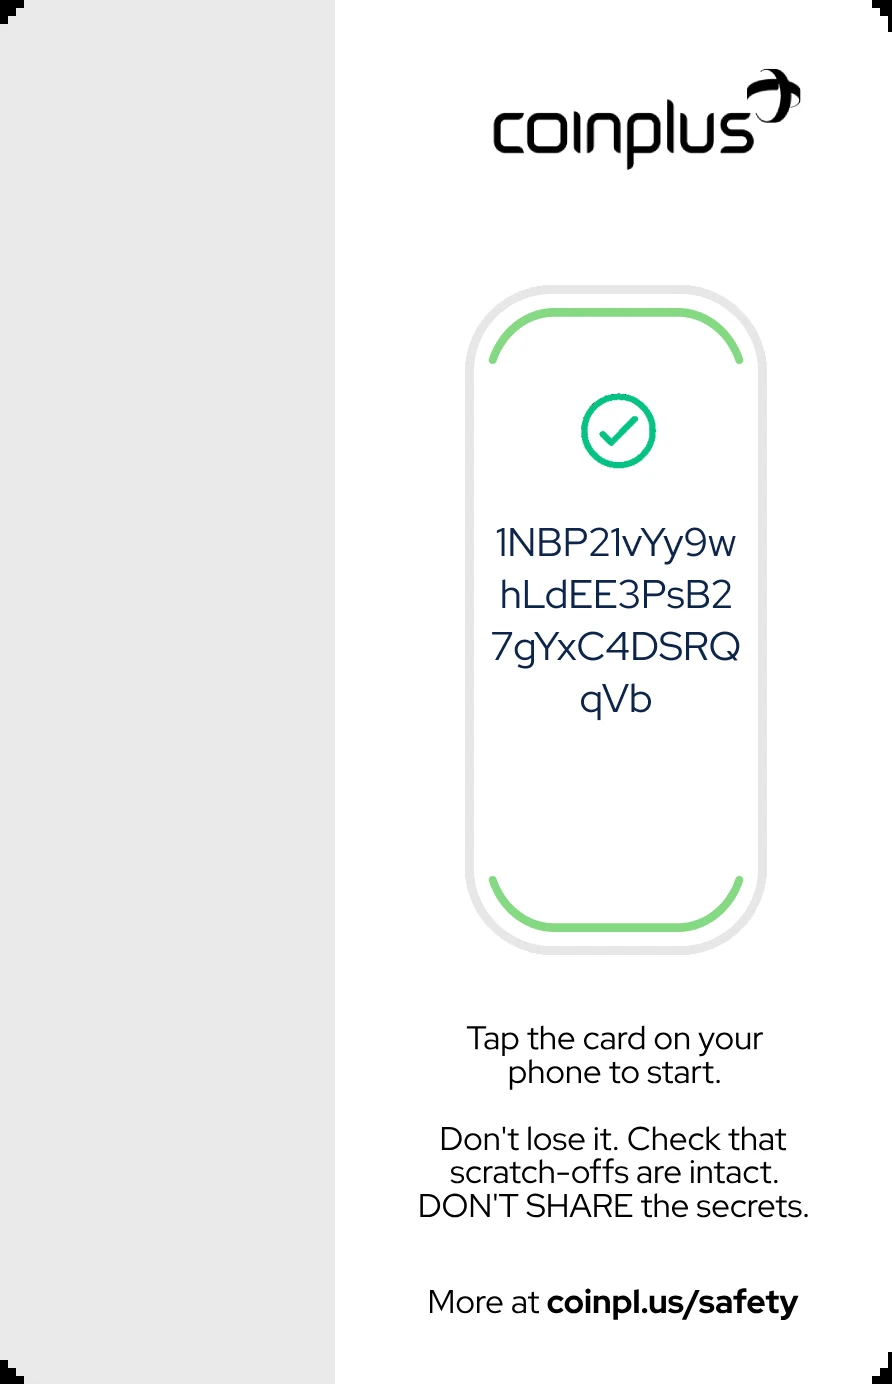 coinplus
1NBP21vYy9w
hLdEE3PsB2
7gYxC4DSRQ
qVb
Tap the card on your
phone to start.
Don't lose it. Check that
scratch-offs are intact.
DON'T SHARE the secrets.
More at coinpl.us/safety